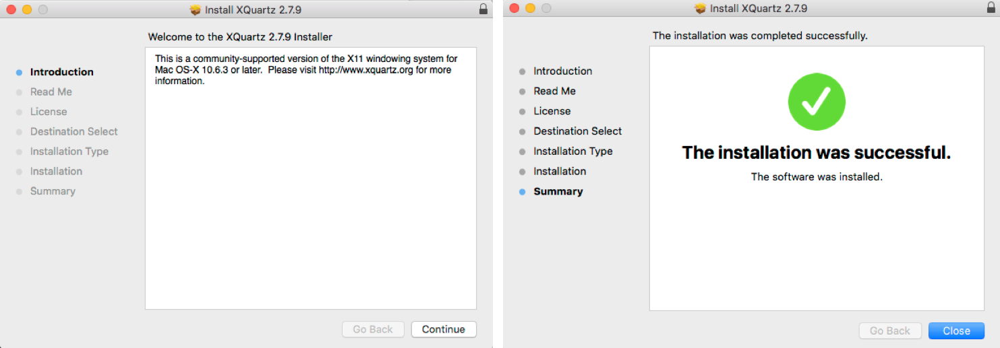 Install XQuartz 2.7.9
Welcome to the XQuartz 2.7.9 Installer
Introduction
Read Me
License
Destination Select
Installation Type
Installation
Summary
This is a community-supported version of the X11 windowing system for
Mac OS-X 10.6.3 or later.  Please visit http://www.xquartz.org for more
information.
Go Back
Continue
Install XQuartz 2.7.9
The installation was completed successfully.
Introduction
Read Me
License
Destination Select
Installation Type
Installation
Summary
The installation was successful.
The software was installed.
Go Back
Close